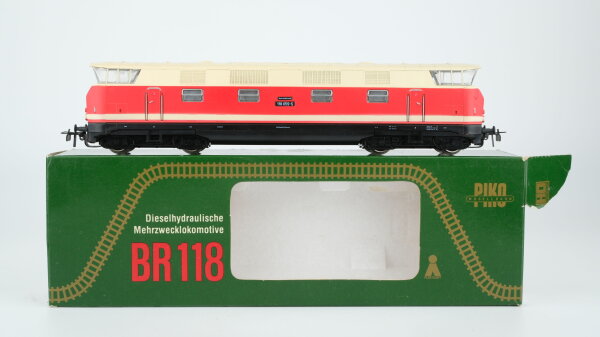 Dieselhydraulische
Mehrzwecklokomotive
BR 118
PIKO